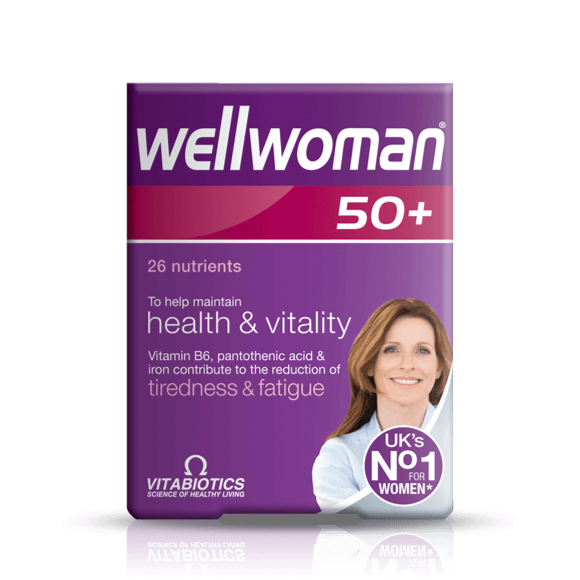 wellwoman®
50+
26 nutrients
To help maintain
health & vitality
Vitamin B6, pantothenic acid &
iron contribute to the reduction of
tiredness & fatigue
UK's
No1
FOR
WOMEN*
VITABIOTICS
SCIENCE OF HEALTHY LIVING